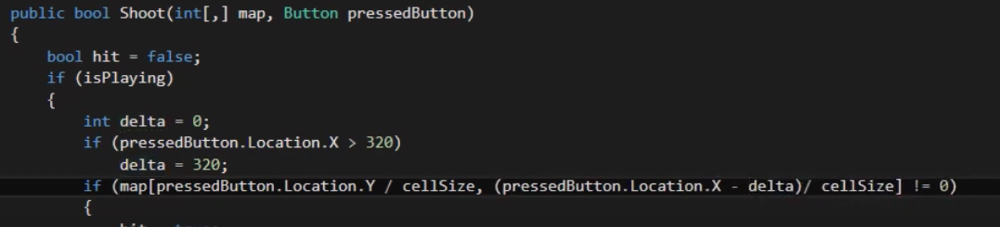 public bool Shoot(int[,] map, Button pressedButton)
{
bool hit = false;
if (isPlaying)
{
int delta = 0;
if (pressedButton.Location.X > 320)
delta = 320;
if (map[pressedButton.Location.Y / cellSize, (pressedButton.Location.X - delta)/ cellSize] != 0)
{